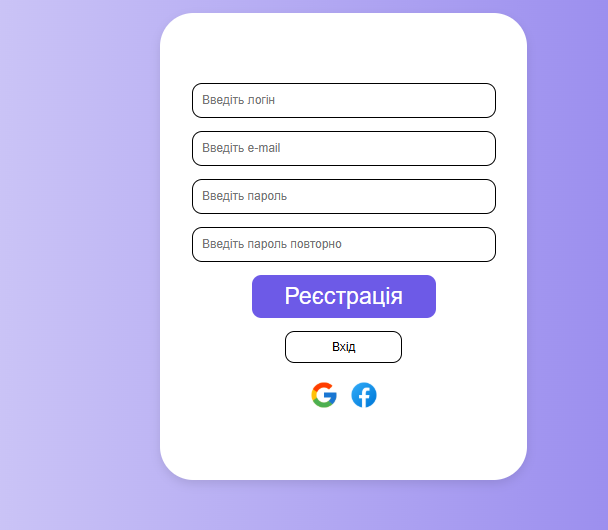 Введіть логін
Введіть e-mail
Введіть пароль
Введіть пароль повторно
Реєстрація
Вхід